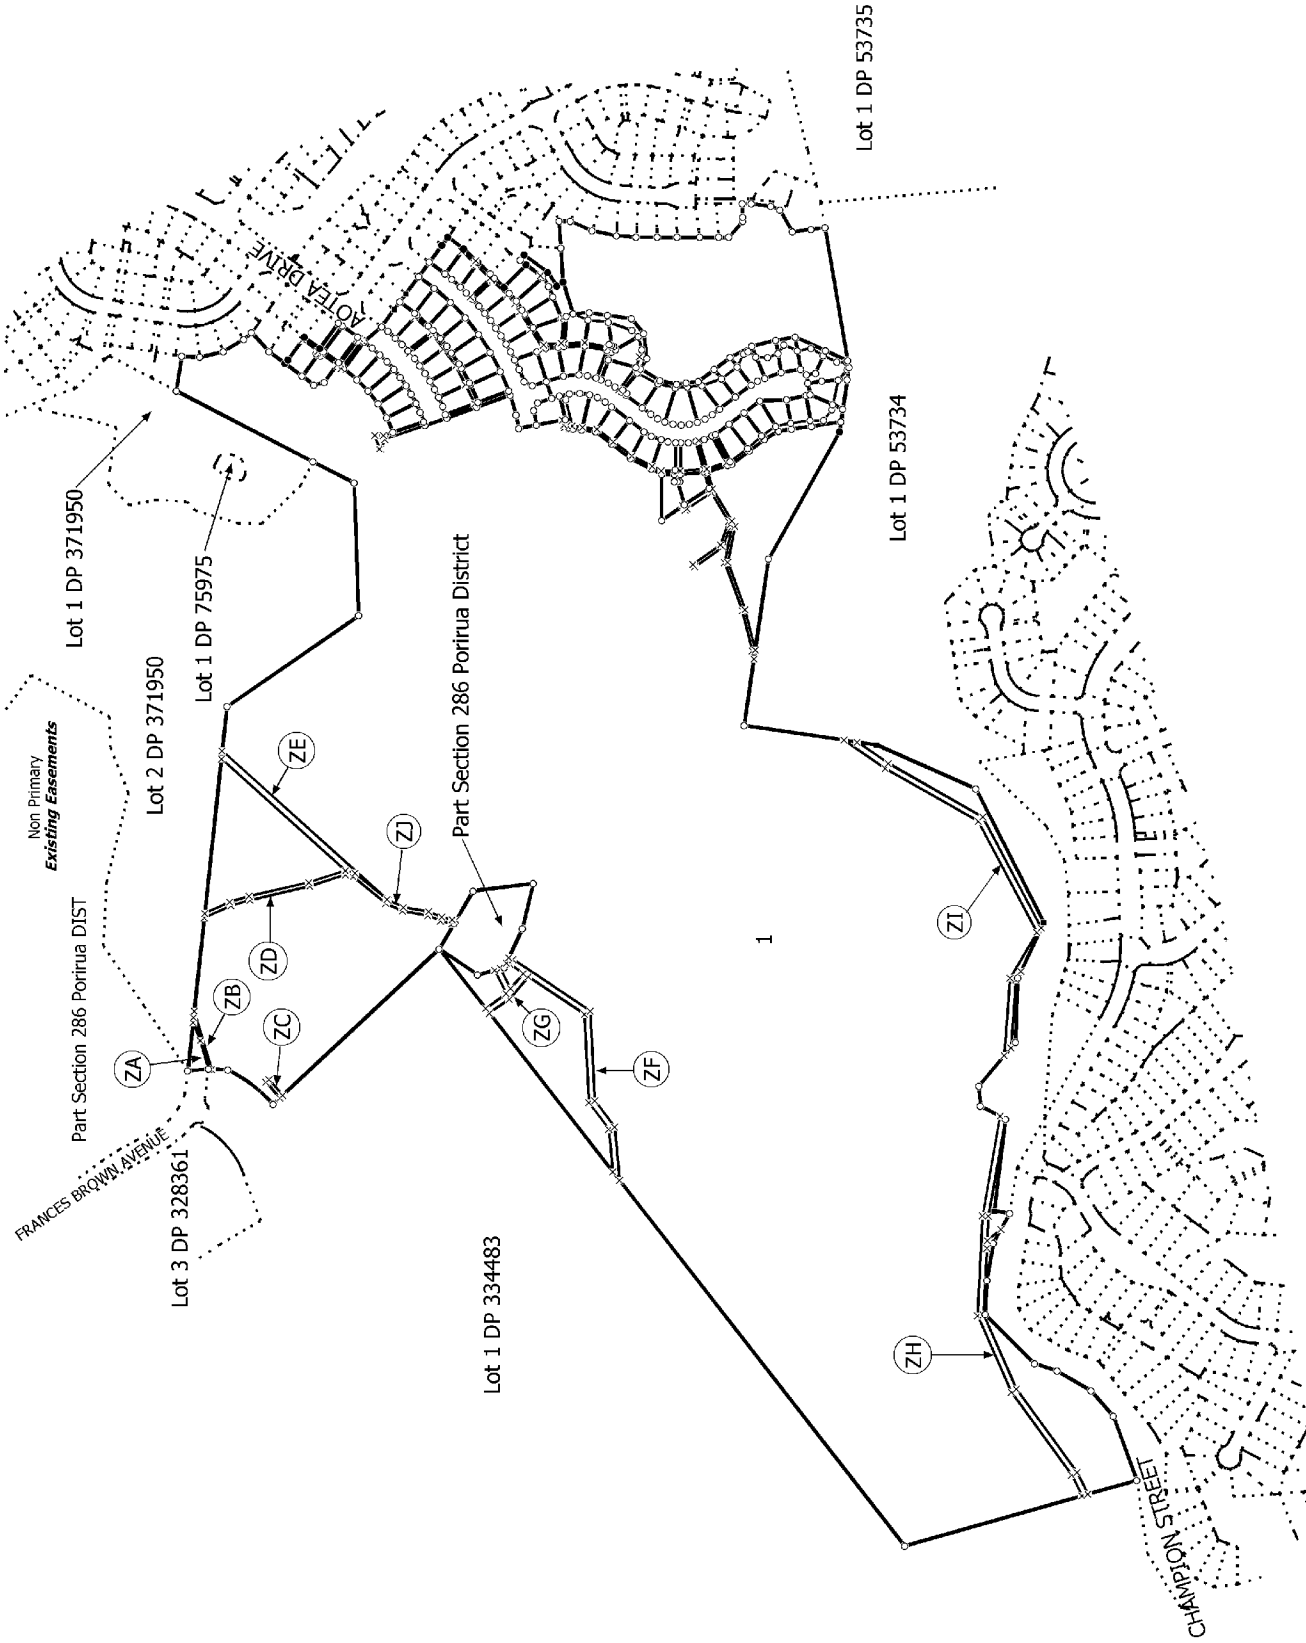 Non Primary
Existing Easements
Part Section 286 Porirua DIST
Lot 2 DP 371950
Lot 1 DP 371950
Lot 1 DP 75975
AOTEA DRIVE
Lot 1 DP 53735
FRANCES BROWN AVENUE
Lot 3 DP 328361
ZA
ZB
ZC
ZD
ZE
ZJ
Part Section 286 Porirua District
ZG
ZF
Lot 1 DP 334483
1
Lot 1 DP 53734
ZI
ZH
CHAMPION STREET